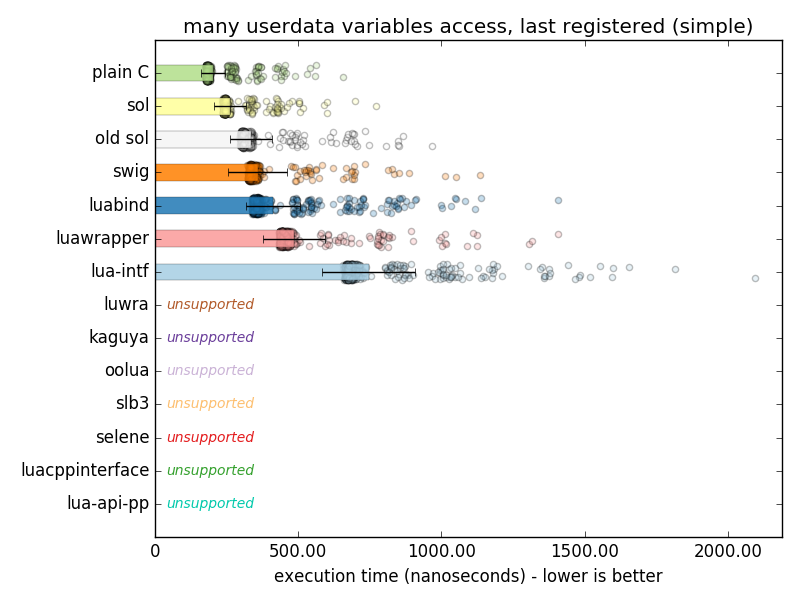 many userdata variables access, last registered (simple)
plain C
sol
old sol
swig
luabind
luawrapper
lua-intf
luwra unsupported
kaguya unsupported
oolua unsupported
slb3 unsupported
selene unsupported
luacppinterface unsupported
lua-api-pp unsupported
0 500.00 1000.00 1500.00 2000.00
execution time (nanoseconds) - lower is better